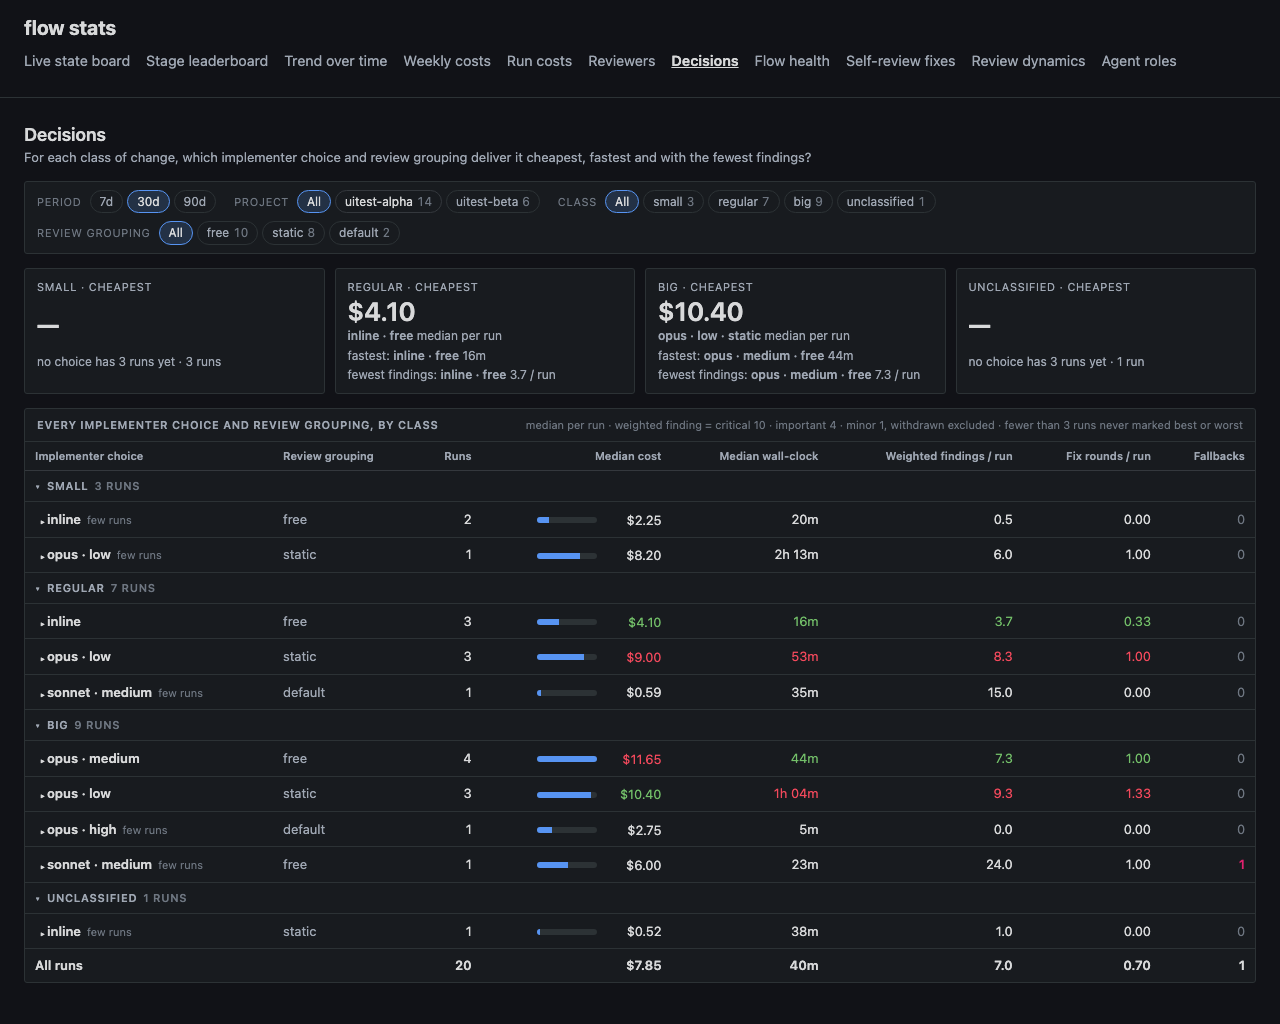 flow stats
Live state board Stage leaderboard Trend over time Weekly costs Run costs Reviewers Decisions Flow health Self-review fixes Review dynamics Agent roles
Decisions
For each class of change, which implementer choice and review grouping deliver it cheapest, fastest and with the fewest findings?
PERIOD 7d 30d 90d PROJECT All uitest-alpha 14 uitest-beta 6 CLASS All small 3 regular 7 big 9 unclassified 1
REVIEW GROUPING All free 10 static 8 default 2
SMALL · CHEAPEST
—
no choice has 3 runs yet · 3 runs
REGULAR · CHEAPEST
$4.10
inline · free median per run
fastest: inline · free 16m
fewest findings: inline · free 3.7 / run
BIG · CHEAPEST
$10.40
opus · low · static median per run
fastest: opus · medium · free 44m
fewest findings: opus · medium · free 7.3 / run
UNCLASSIFIED · CHEAPEST
—
no choice has 3 runs yet · 1 run
EVERY IMPLEMENTER CHOICE AND REVIEW GROUPING, BY CLASS median per run · weighted finding = critical 10 · important 4 · minor 1, withdrawn excluded · fewer than 3 runs never marked best or worst
Implementer choice Review grouping Runs Median cost Median wall-clock Weighted findings / run Fix rounds / run Fallbacks
▾ SMALL 3 RUNS
▸ inline few runs free 2 $2.25 20m 0.5 0.00 0
▸ opus · low few runs static 1 $8.20 2h 13m 6.0 1.00 0
▾ REGULAR 7 RUNS
▸ inline free 3 $4.10 16m 3.7 0.33 0
▸ opus · low static 3 $9.00 53m 8.3 1.00 0
▸ sonnet · medium few runs default 1 $0.59 35m 15.0 0.00 0
▾ BIG 9 RUNS
▸ opus · medium free 4 $11.65 44m 7.3 1.00 0
▸ opus · low static 3 $10.40 1h 04m 9.3 1.33 0
▸ opus · high few runs default 1 $2.75 5m 0.0 0.00 0
▸ sonnet · medium few runs free 1 $6.00 23m 24.0 1.00 1
▾ UNCLASSIFIED 1 RUNS
▸ inline few runs static 1 $0.52 38m 1.0 0.00 0
All runs 20 $7.85 40m 7.0 0.70 1